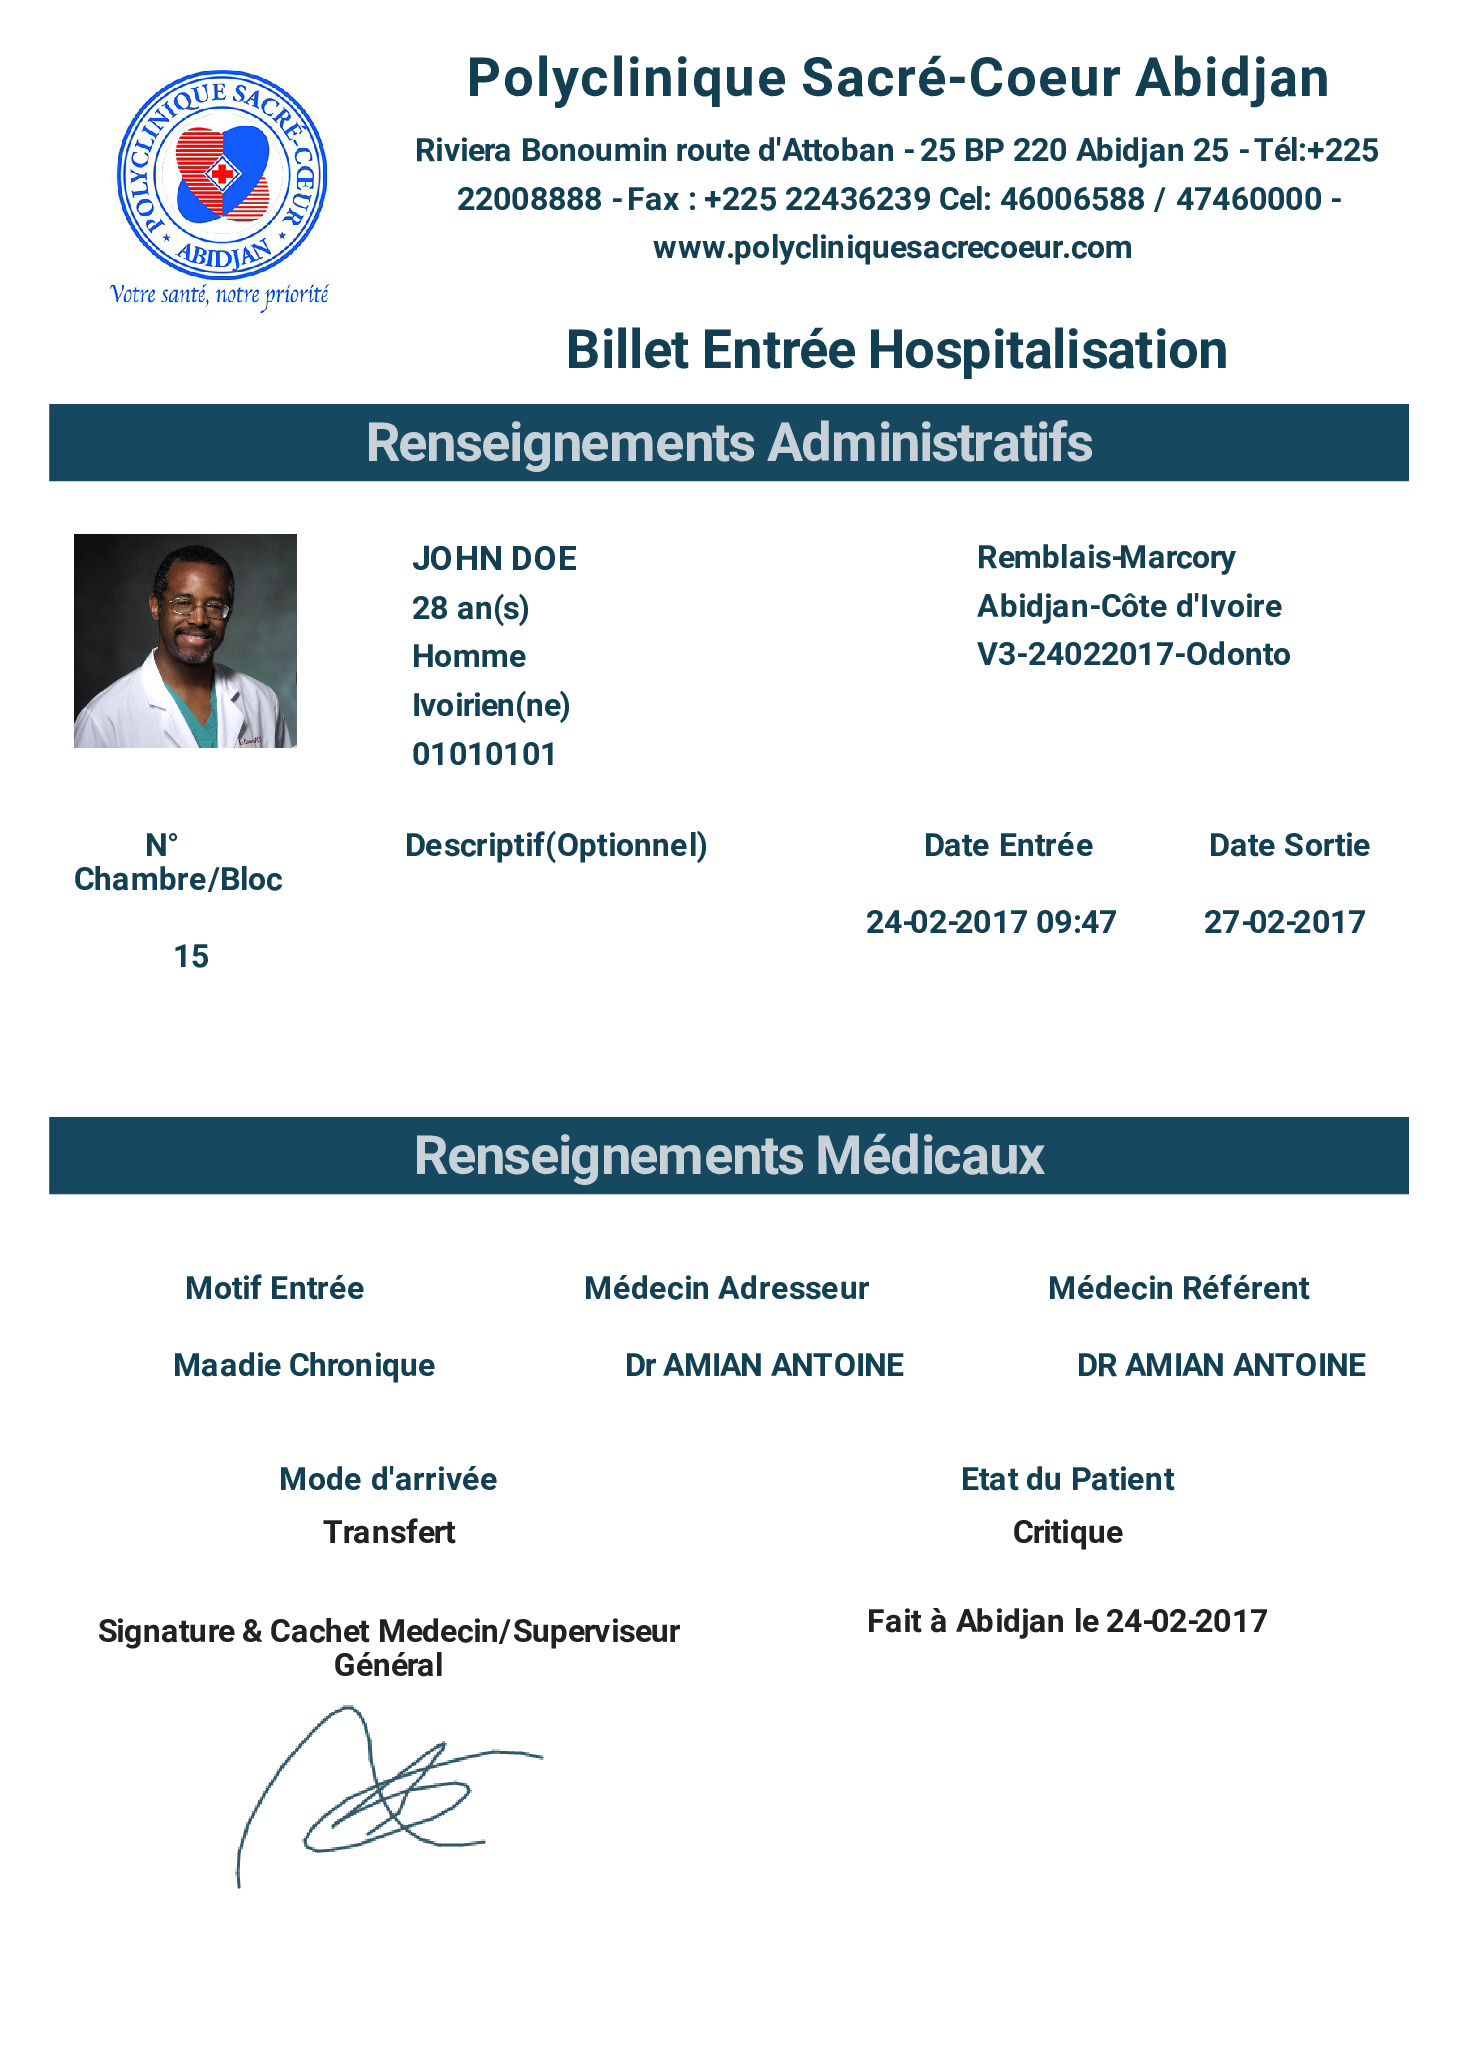 POLYCLINIQUE SACRÉ-CŒUR
* ABIDJAN *
Votre santé, notre priorité
Polyclinique Sacré-Coeur Abidjan
Riviera Bonoumin route d'Attoban - 25 BP 220 Abidjan 25 - Tél:+225
22008888 - Fax : +225 22436239 Cel: 46006588 / 47460000 -
www.polycliniquesacrecoeur.com
Billet Entrée Hospitalisation
Renseignements Administratifs
JOHN DOE
28 an(s)
Homme
Ivoirien(ne)
01010101
Remblais-Marcory
Abidjan-Côte d'Ivoire
V3-24022017-Odonto
N°
Chambre/Bloc
15
Descriptif(Optionnel)
Date Entrée
24-02-2017 09:47
Date Sortie
27-02-2017
Renseignements Médicaux
Motif Entrée
Maadie Chronique
Médecin Adresseur
Dr AMIAN ANTOINE
Médecin Référent
DR AMIAN ANTOINE
Mode d'arrivée
Transfert
Etat du Patient
Critique
Signature & Cachet Medecin/Superviseur
Général
Fait à Abidjan le 24-02-2017